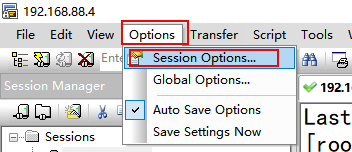 192.168.88.4
File Edit View Options Transfer Script Tools
Session Options...
Global Options...
Session Manager
Auto Save Options
192.1
Save Settings Now
Last
Sessions
[roo